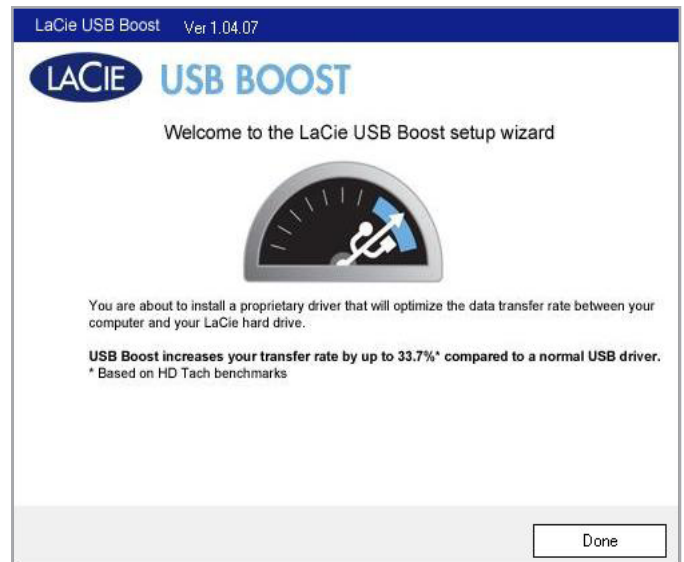 LaCie USB Boost Ver 1.04.07
LACIE USB BOOST
Welcome to the LaCie USB Boost setup wizard
You are about to install a proprietary driver that will optimize the data transfer rate between your
computer and your LaCie hard drive.
USB Boost increases your transfer rate by up to 33.7%* compared to a normal USB driver.
* Based on HD Tach benchmarks
Done